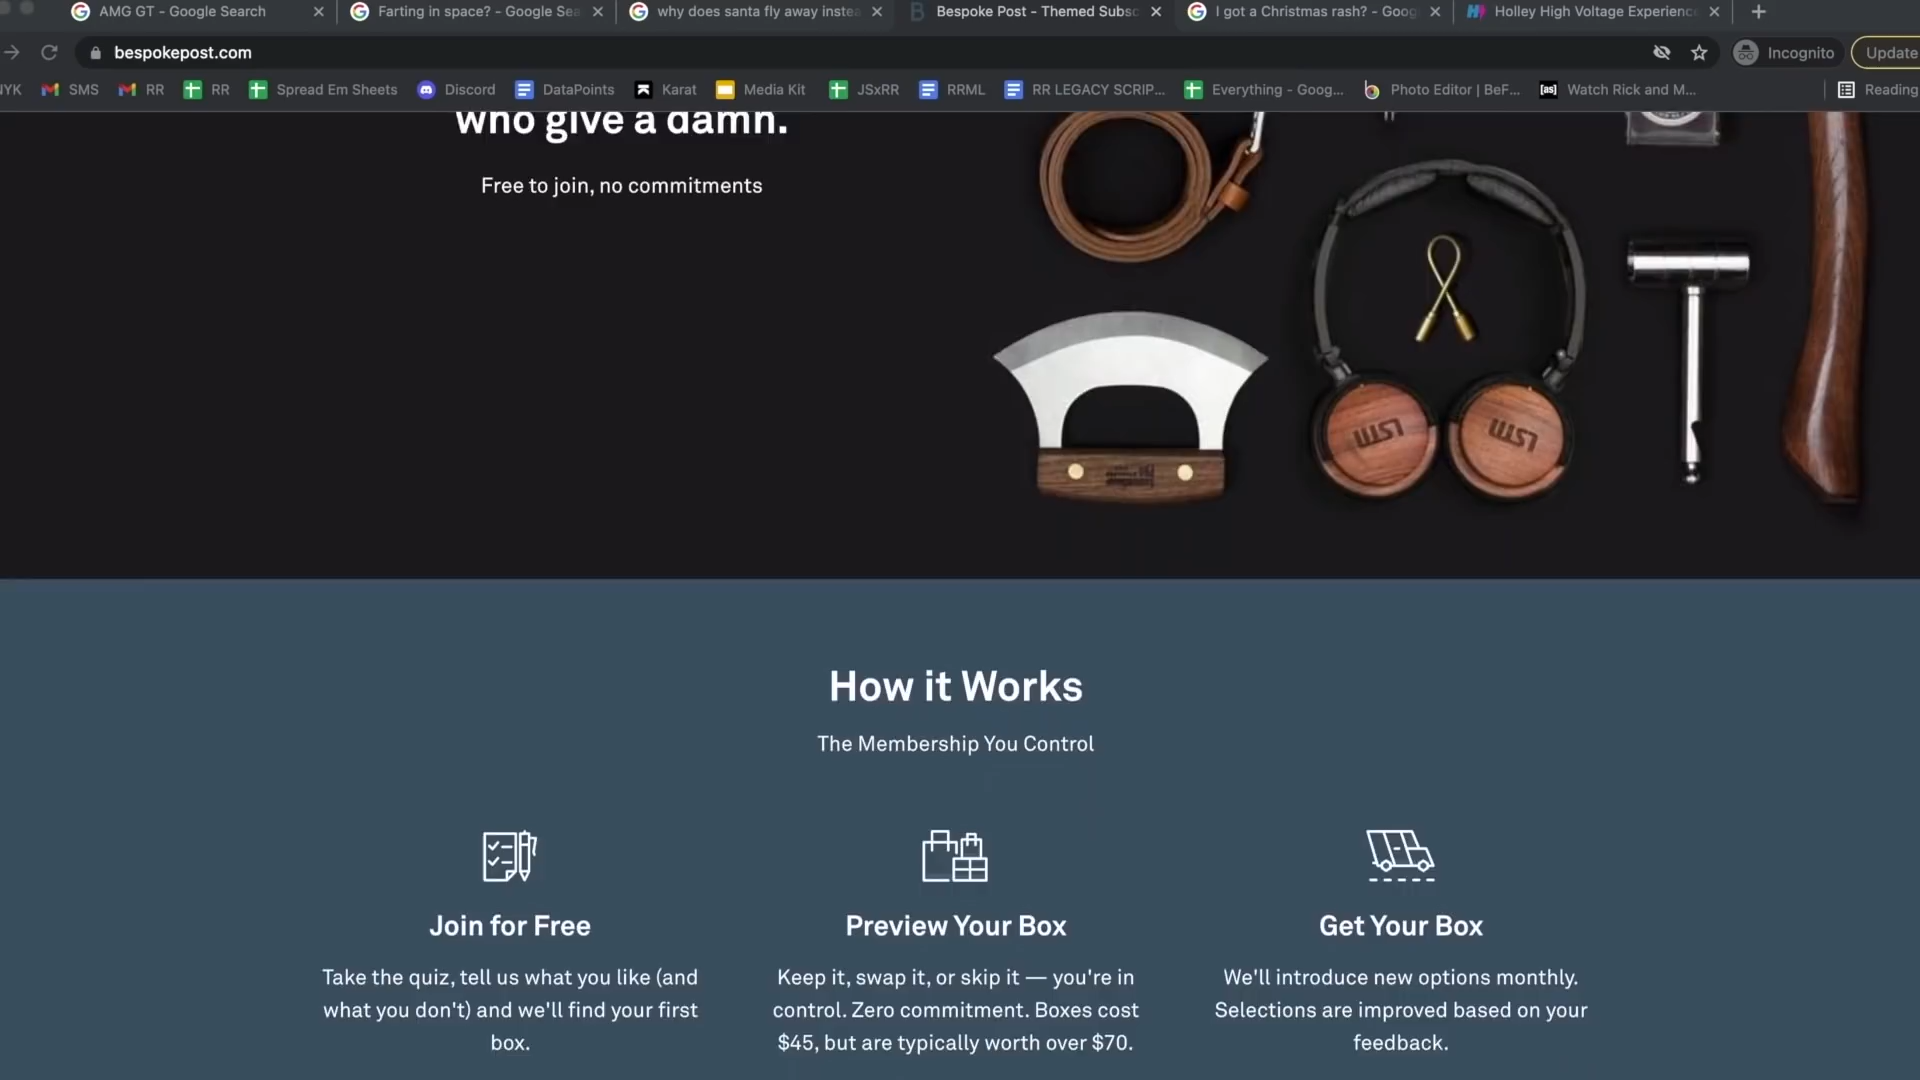 AMG GT - Google Search
Farting in space? - Google Sea
why does santa fly away instea
Bespoke Post - Themed Subsc
I got a Christmas rash? - Goog
Holley High Voltage Experienc
bespokepost.com
Incognito
Update
YK
SMS
RR
RR
Spread Em Sheets
Discord
DataPoints
Karat
Media Kit
JSxRR
RRML
RR LEGACY SCRIP...
Everything - Goog...
Photo Editor | BeF...
[as]
Watch Rick and M...
Reading
who give a damn.
Free to join, no commitments
LSTN
LSTN
How it Works
The Membership You Control
Join for Free
Take the quiz, tell us what you like (and
what you don't) and we'll find your first
box.
Preview Your Box
Keep it, swap it, or skip it — you're in
control. Zero commitment. Boxes cost
$45, but are typically worth over $70.
Get Your Box
We'll introduce new options monthly.
Selections are improved based on your
feedback.